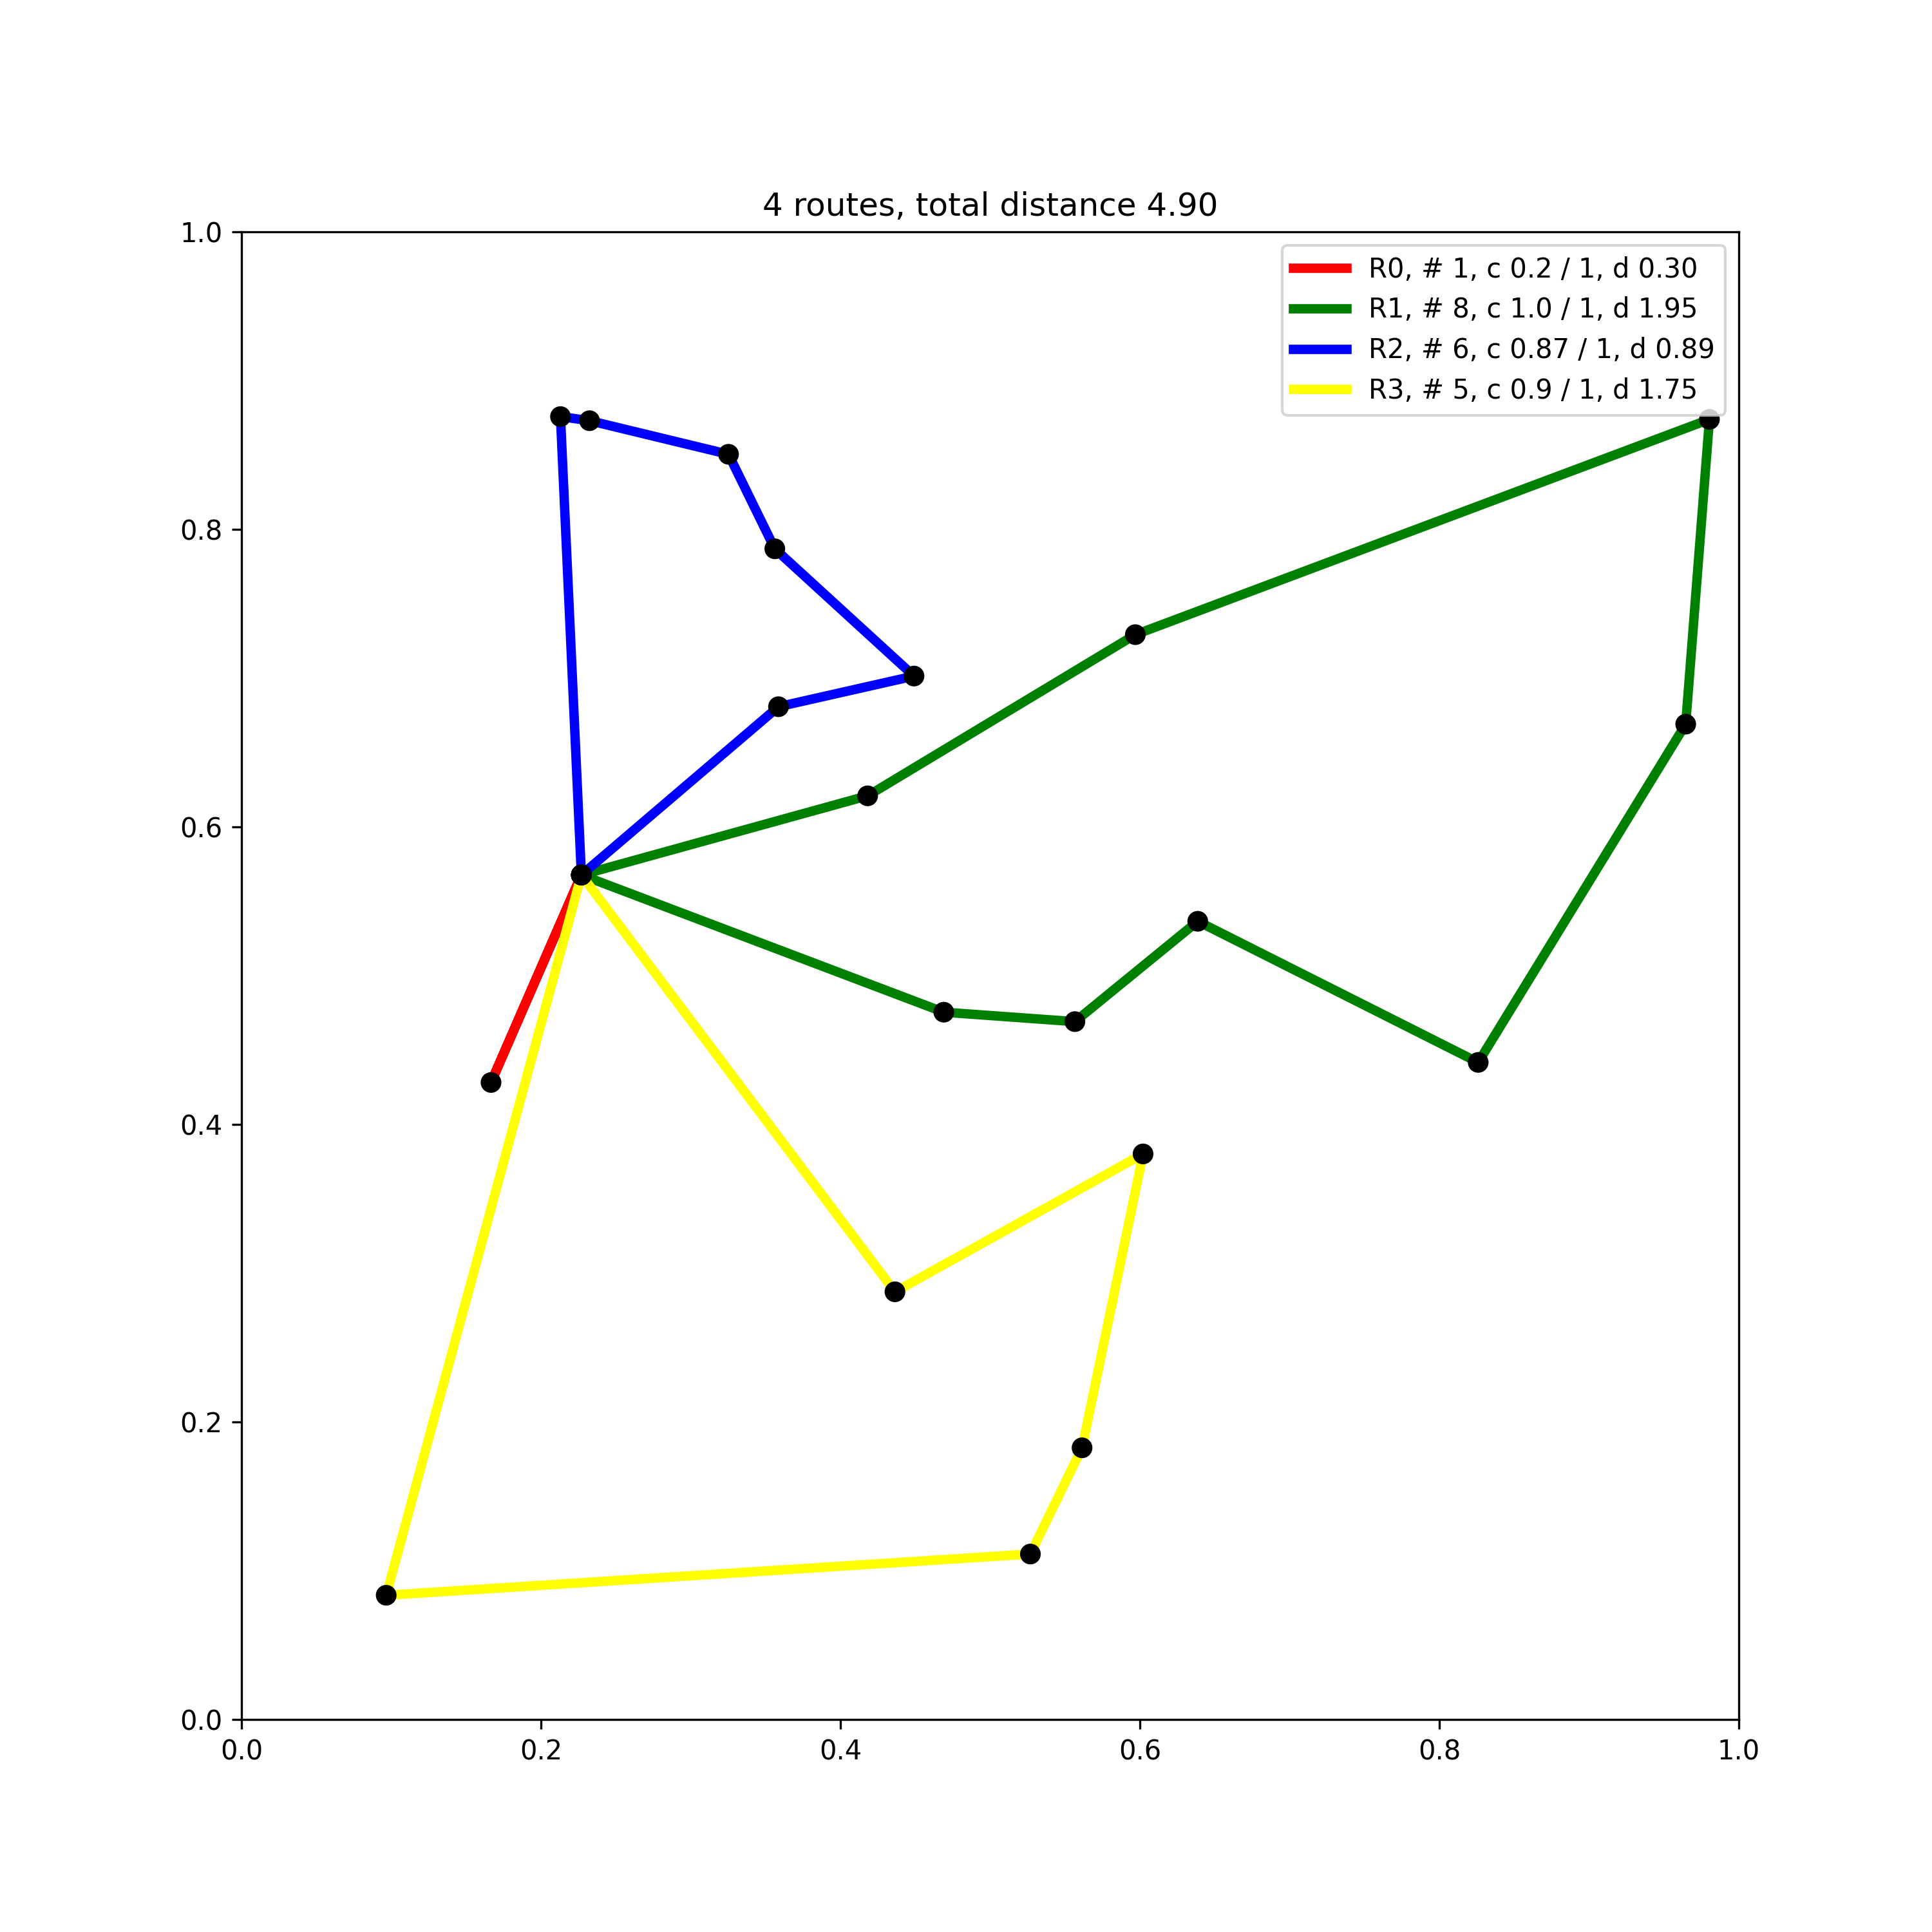 4 routes, total distance 4.90
R0, # 1, c 0.2 / 1, d 0.30
R1, # 8, c 1.0 / 1, d 1.95
R2, # 6, c 0.87 / 1, d 0.89
R3, # 5, c 0.9 / 1, d 1.75
1.0
0.8
0.6
0.4
0.2
0.0
0.0 0.2 0.4 0.6 0.8 1.0